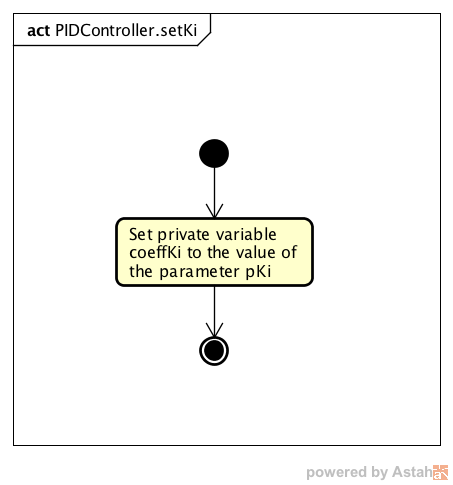 act PIDController.setKi
Set private variable
coeffKi to the value of
the parameter pKi
powered by Astah